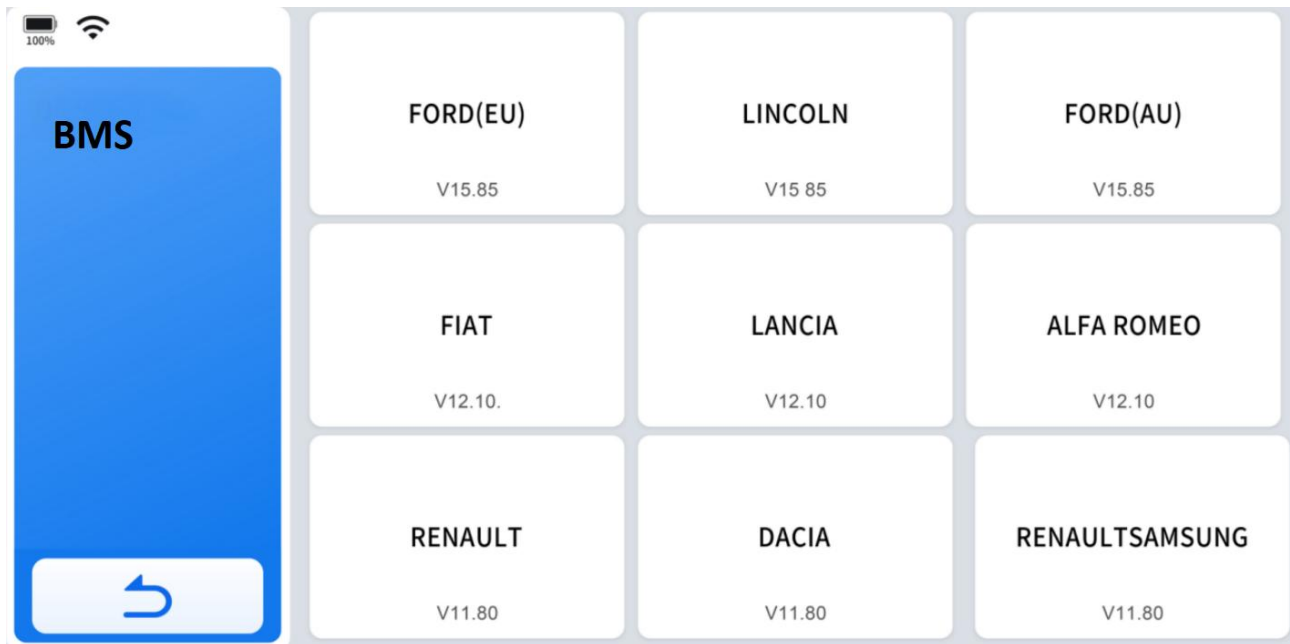 100%
BMS
FORD(EU)
V15.85
LINCOLN
V15 85
FORD(AU)
V15.85
FIAT
V12.10.
LANCIA
V12.10
ALFA ROMEO
V12.10
RENAULT
V11.80
DACIA
V11.80
RENAULTSAMSUNG
V11.80